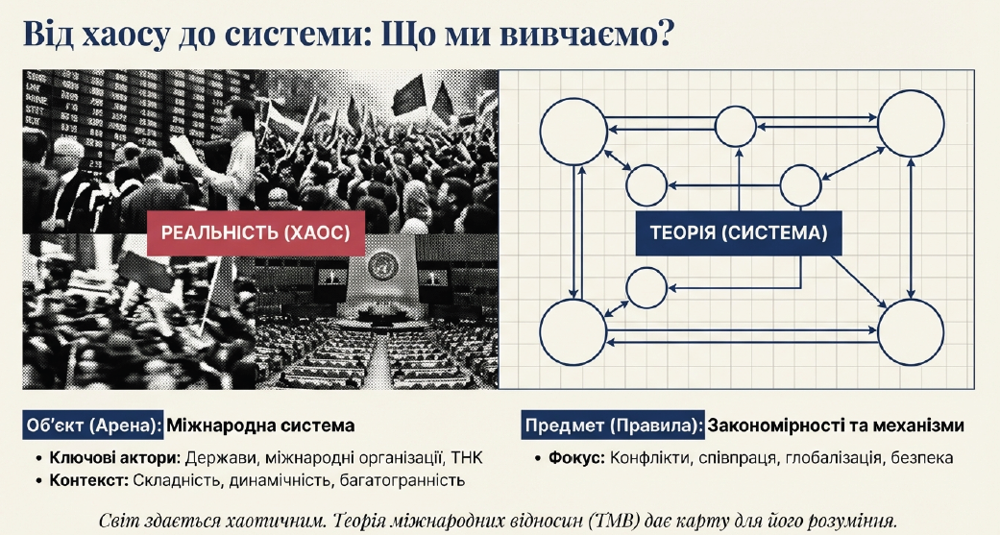 Від хаосу до системи: Що ми вивчаємо?
РЕАЛЬНІСТЬ (ХАОС)
ТЕОРІЯ (СИСТЕМА)
Об'єкт (Арена): Міжнародна система
• Ключові актори: Держави, міжнародні організації, ТНК
• Контекст: Складність, динамічність, багатогранність
Предмет (Правила): Закономірності та механізми
• Фокус: Конфлікти, співпраця, глобалізація, безпека
Світ здається хаотичним. Теорія міжнародних відносин (ТМВ) дає карту для його розуміння.